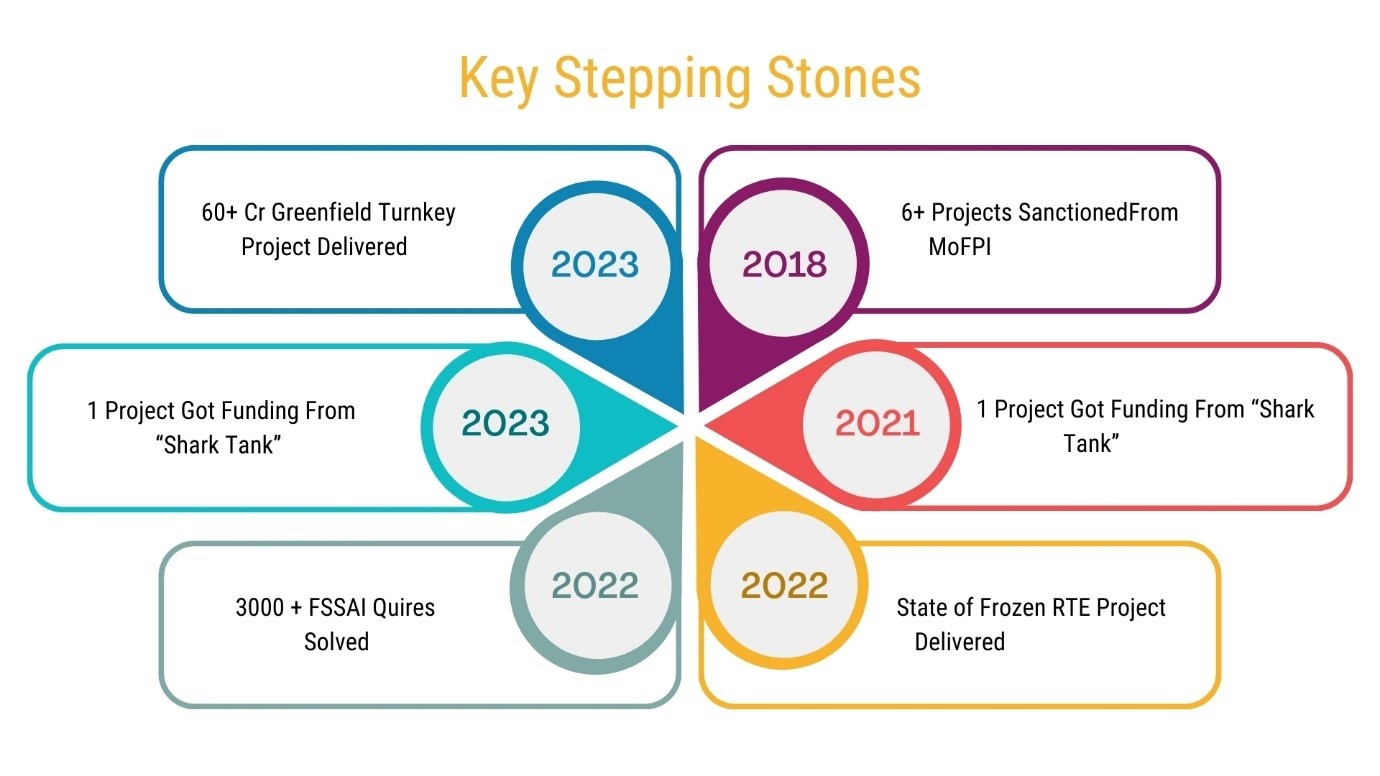 Key Stepping Stones
60+ Cr Greenfield Turnkey
Project Delivered
2023
2018
6+ Projects SanctionedFrom
MoFPI
1 Project Got Funding From
“Shark Tank”
2023
2021
1 Project Got Funding From “Shark
Tank”
3000 + FSSAI Quires
Solved
2022
2022
State of Frozen RTE Project
Delivered